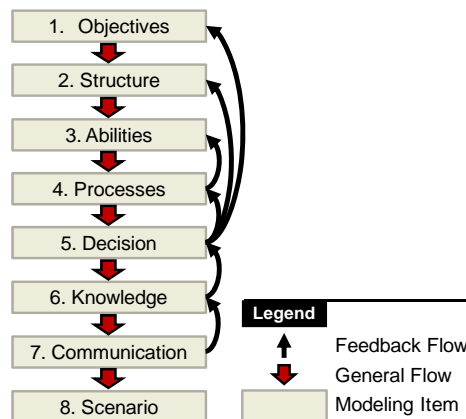 1. Objectives
2. Structure
3. Abilities
4. Processes
5. Decision
6. Knowledge
7. Communication
8. Scenario
Legend
Feedback Flow
General Flow
Modeling Item